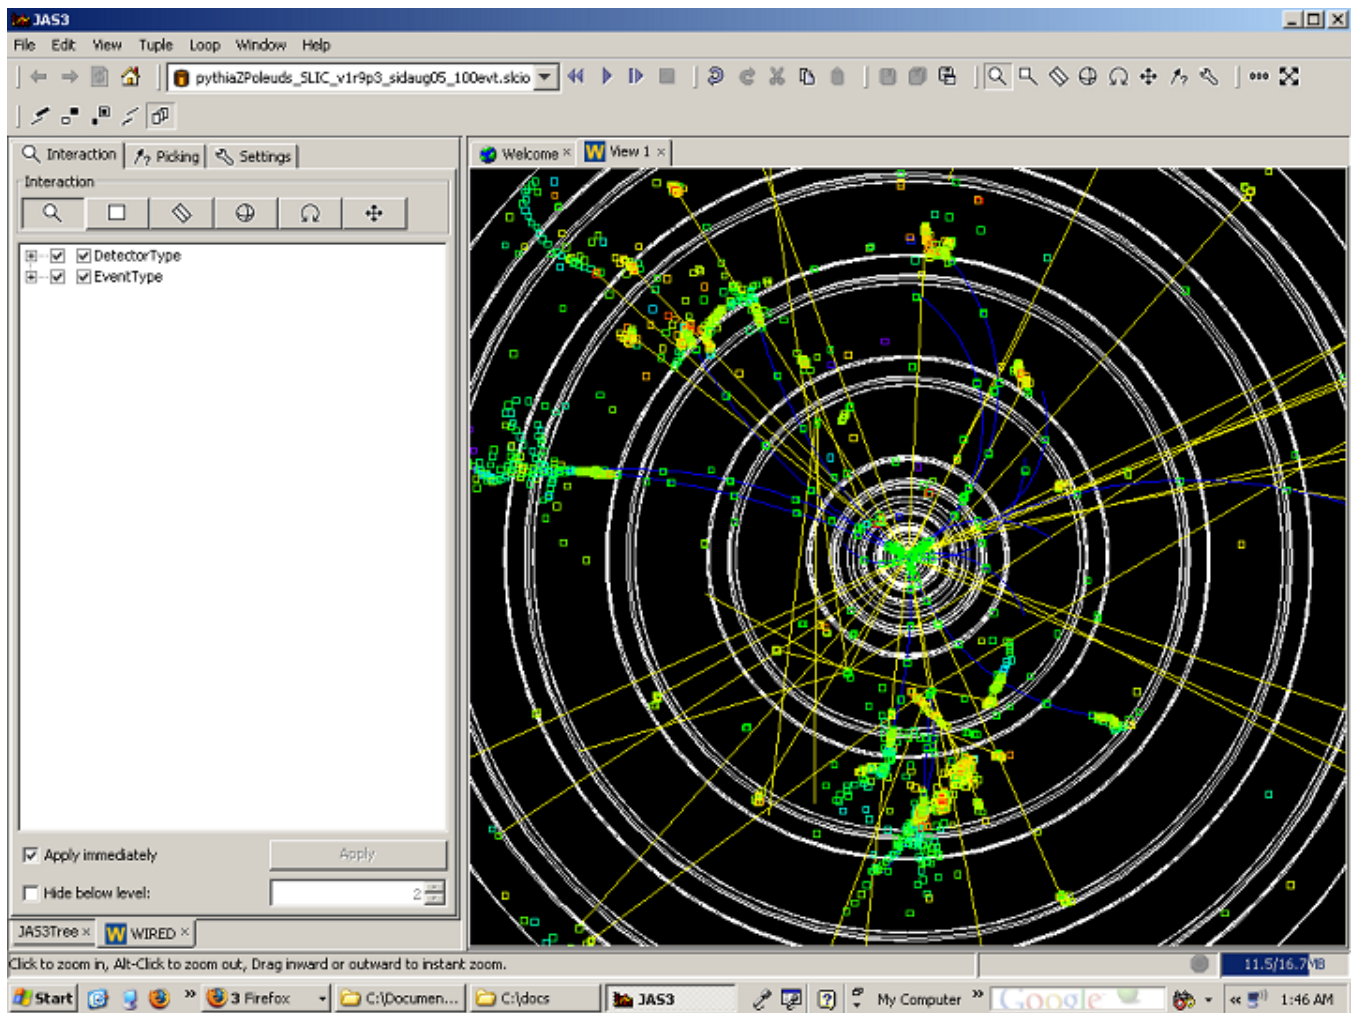 JAS3
File Edit View Tuple Loop Window Help
pythiaZPoleuds_SLIC_v1r9p3_sidaug05_100evt.slcio
Interaction Picking Settings
Welcome × View 1 ×
Interaction
DetectorType
EventType
Apply immediately Apply
Hide below level: 2
JAS3Tree × WIRED ×
Click to zoom in, Alt-Click to zoom out, Drag inward or outward to instant zoom.
11.5/16.7MB
Start 3 Firefox C:\Documen... C:\docs JAS3 My Computer Google 1:46 AM